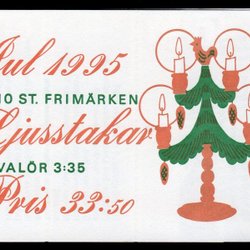 Jul 1995
10 ST. FRIMÄRKEN
Ljusstakar
VALÖR 3:35
Pris 33:50